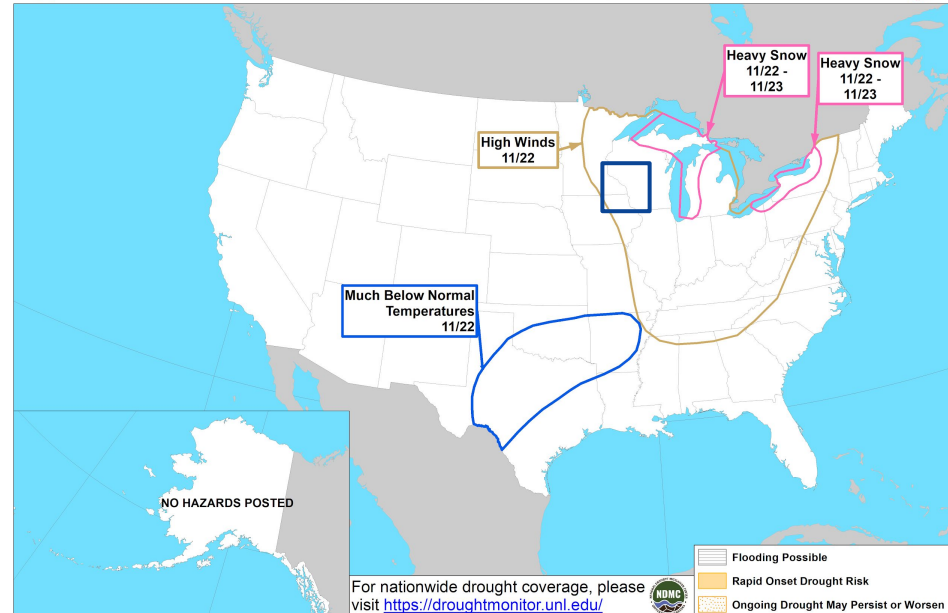 Heavy Snow
11/22 -
11/23
Heavy Snow
11/22 -
11/23
High Winds
11/22
Much Below Normal
Temperatures
11/22
NO HAZARDS POSTED
For nationwide drought coverage, please
visit https://droughtmonitor.unl.edu/
NDMC
Flooding Possible
Rapid Onset Drought Risk
Ongoing Drought May Persist or Worsen